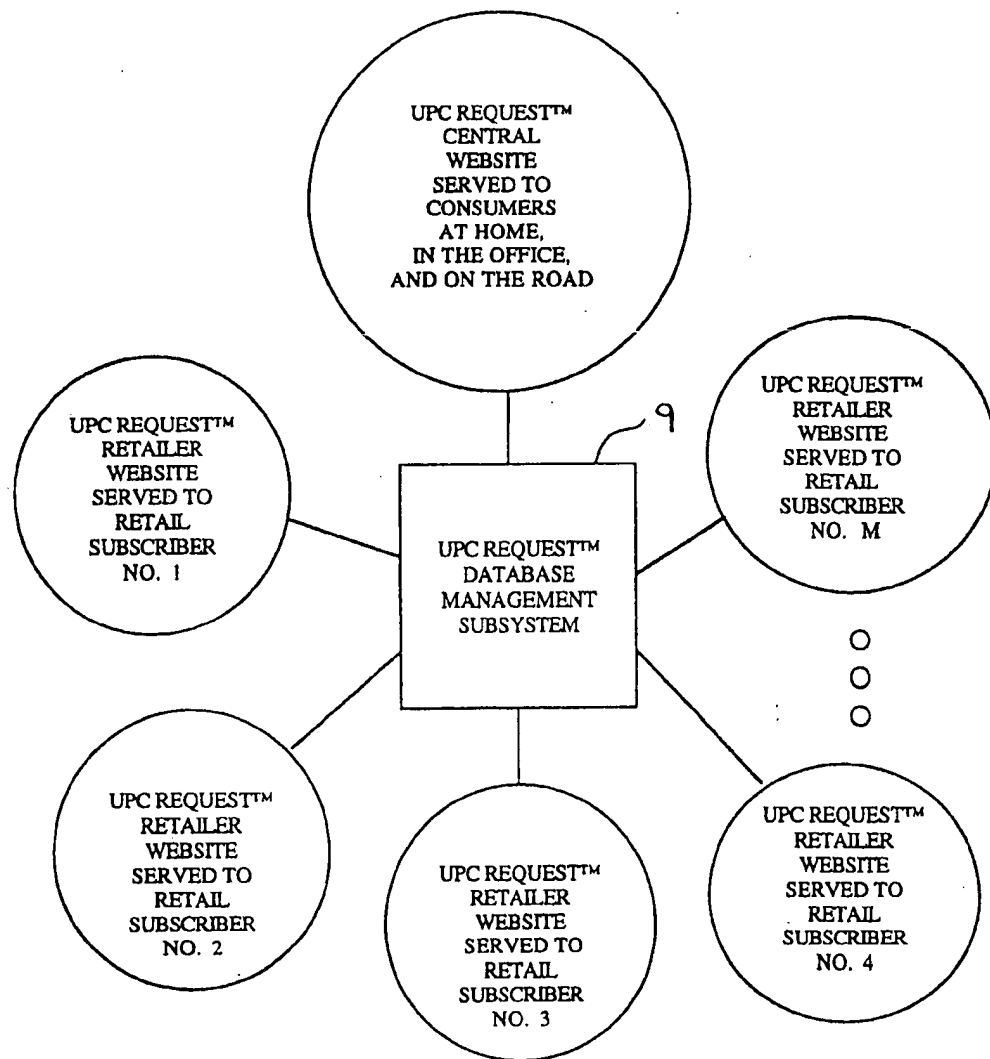 UPC REQUEST™
CENTRAL
WEBSITE
SERVED TO
CONSUMERS
AT HOME,
IN THE OFFICE,
AND ON THE ROAD
UPC REQUEST™
RETAILER
WEBSITE
SERVED TO
RETAIL
SUBSCRIBER
NO. 1
UPC REQUEST™
RETAILER
WEBSITE
SERVED TO
RETAIL
SUBSCRIBER
NO. M
9
UPC REQUEST™
DATABASE
MANAGEMENT
SUBSYSTEM
UPC REQUEST™
RETAILER
WEBSITE
SERVED TO
RETAIL
SUBSCRIBER
NO. 2
UPC REQUEST™
RETAILER
WEBSITE
SERVED TO
RETAIL
SUBSCRIBER
NO. 3
UPC REQUEST™
RETAILER
WEBSITE
SERVED TO
RETAIL
SUBSCRIBER
NO. 4